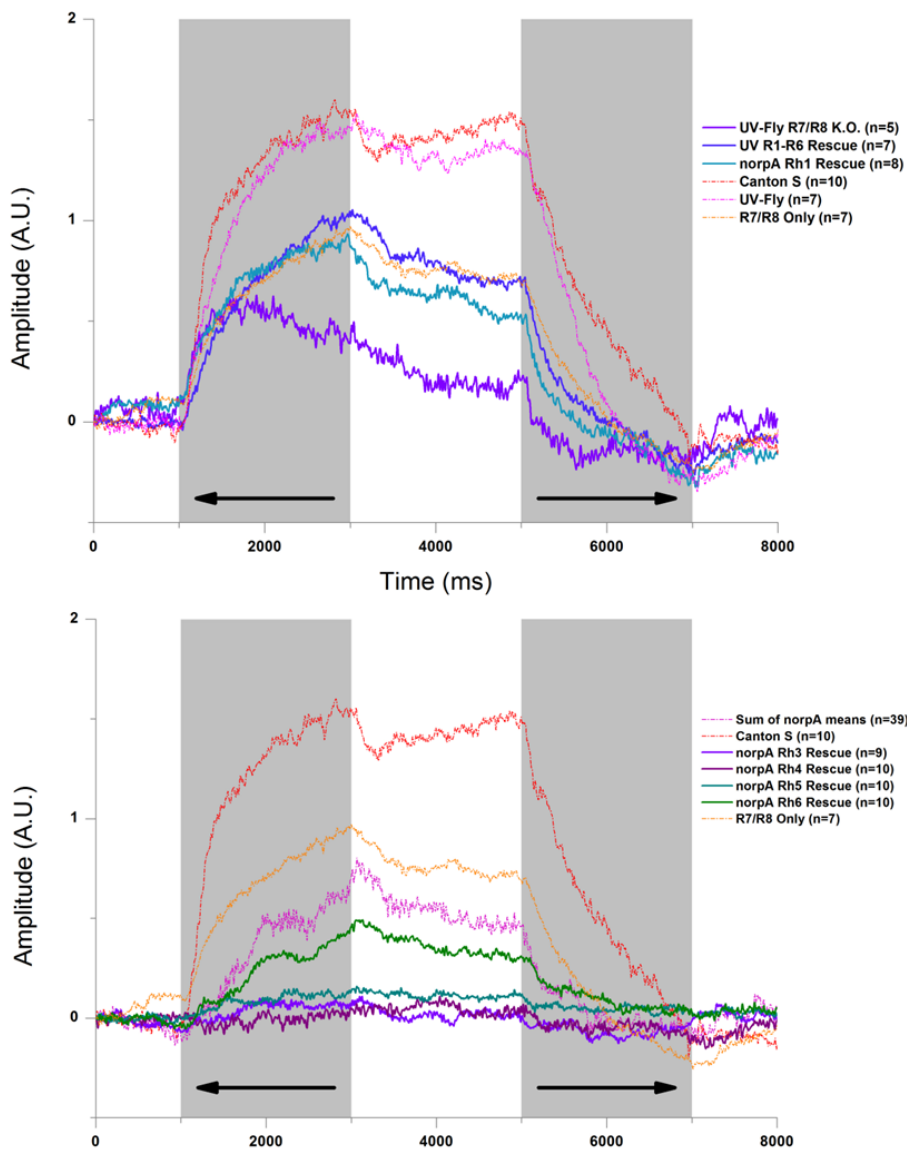 2
1
0
Amplitude (A.U.)
UV-Fly R7/R8 K.O. (n=5)
UV R1-R6 Rescue (n=7)
norpA Rh1 Rescue (n=8)
Canton S (n=10)
UV-Fly (n=7)
R7/R8 Only (n=7)
0 2000 4000 6000 8000
Time (ms)
2
1
0
Amplitude (A.U.)
Sum of norpA means (n=39)
Canton S (n=10)
norpA Rh3 Rescue (n=9)
norpA Rh4 Rescue (n=10)
norpA Rh5 Rescue (n=10)
norpA Rh6 Rescue (n=10)
R7/R8 Only (n=7)
0 2000 4000 6000 8000